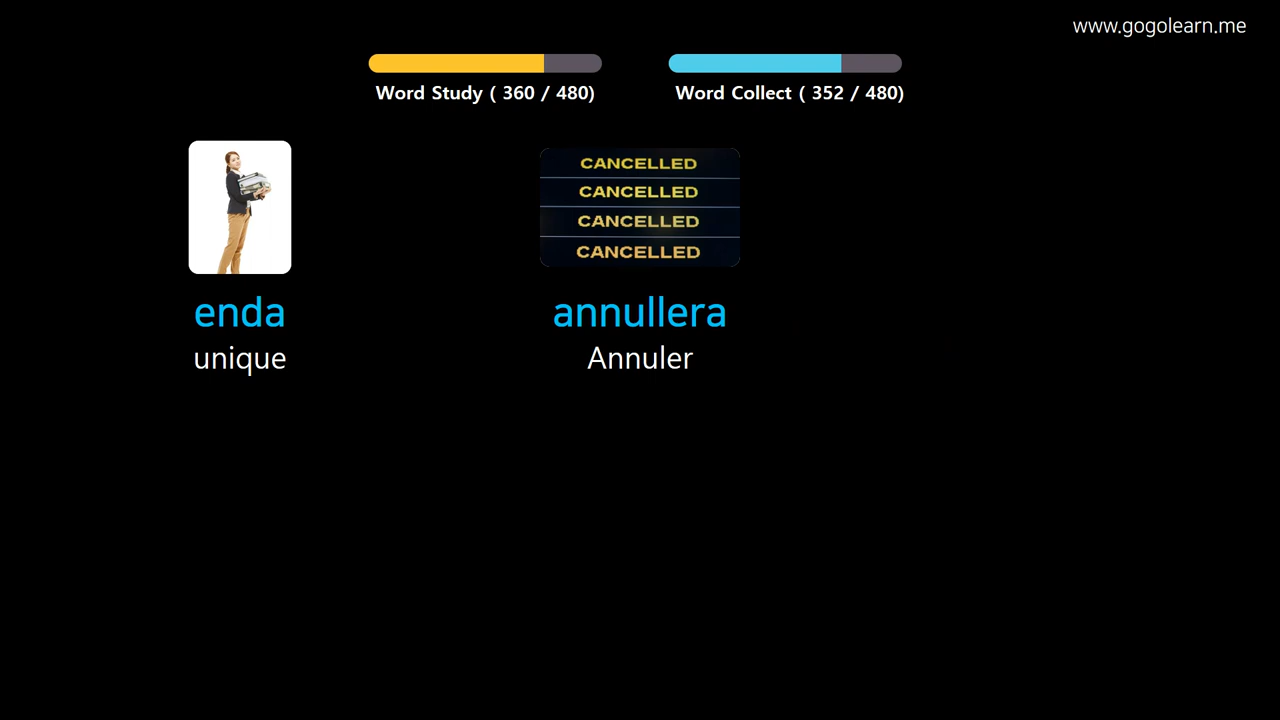 www.gogolearn.me
Word Study ( 360 / 480)
Word Collect ( 352 / 480)
CANCELLED
CANCELLED
CANCELLED
CANCELLED
enda
unique
annullera
Annuler